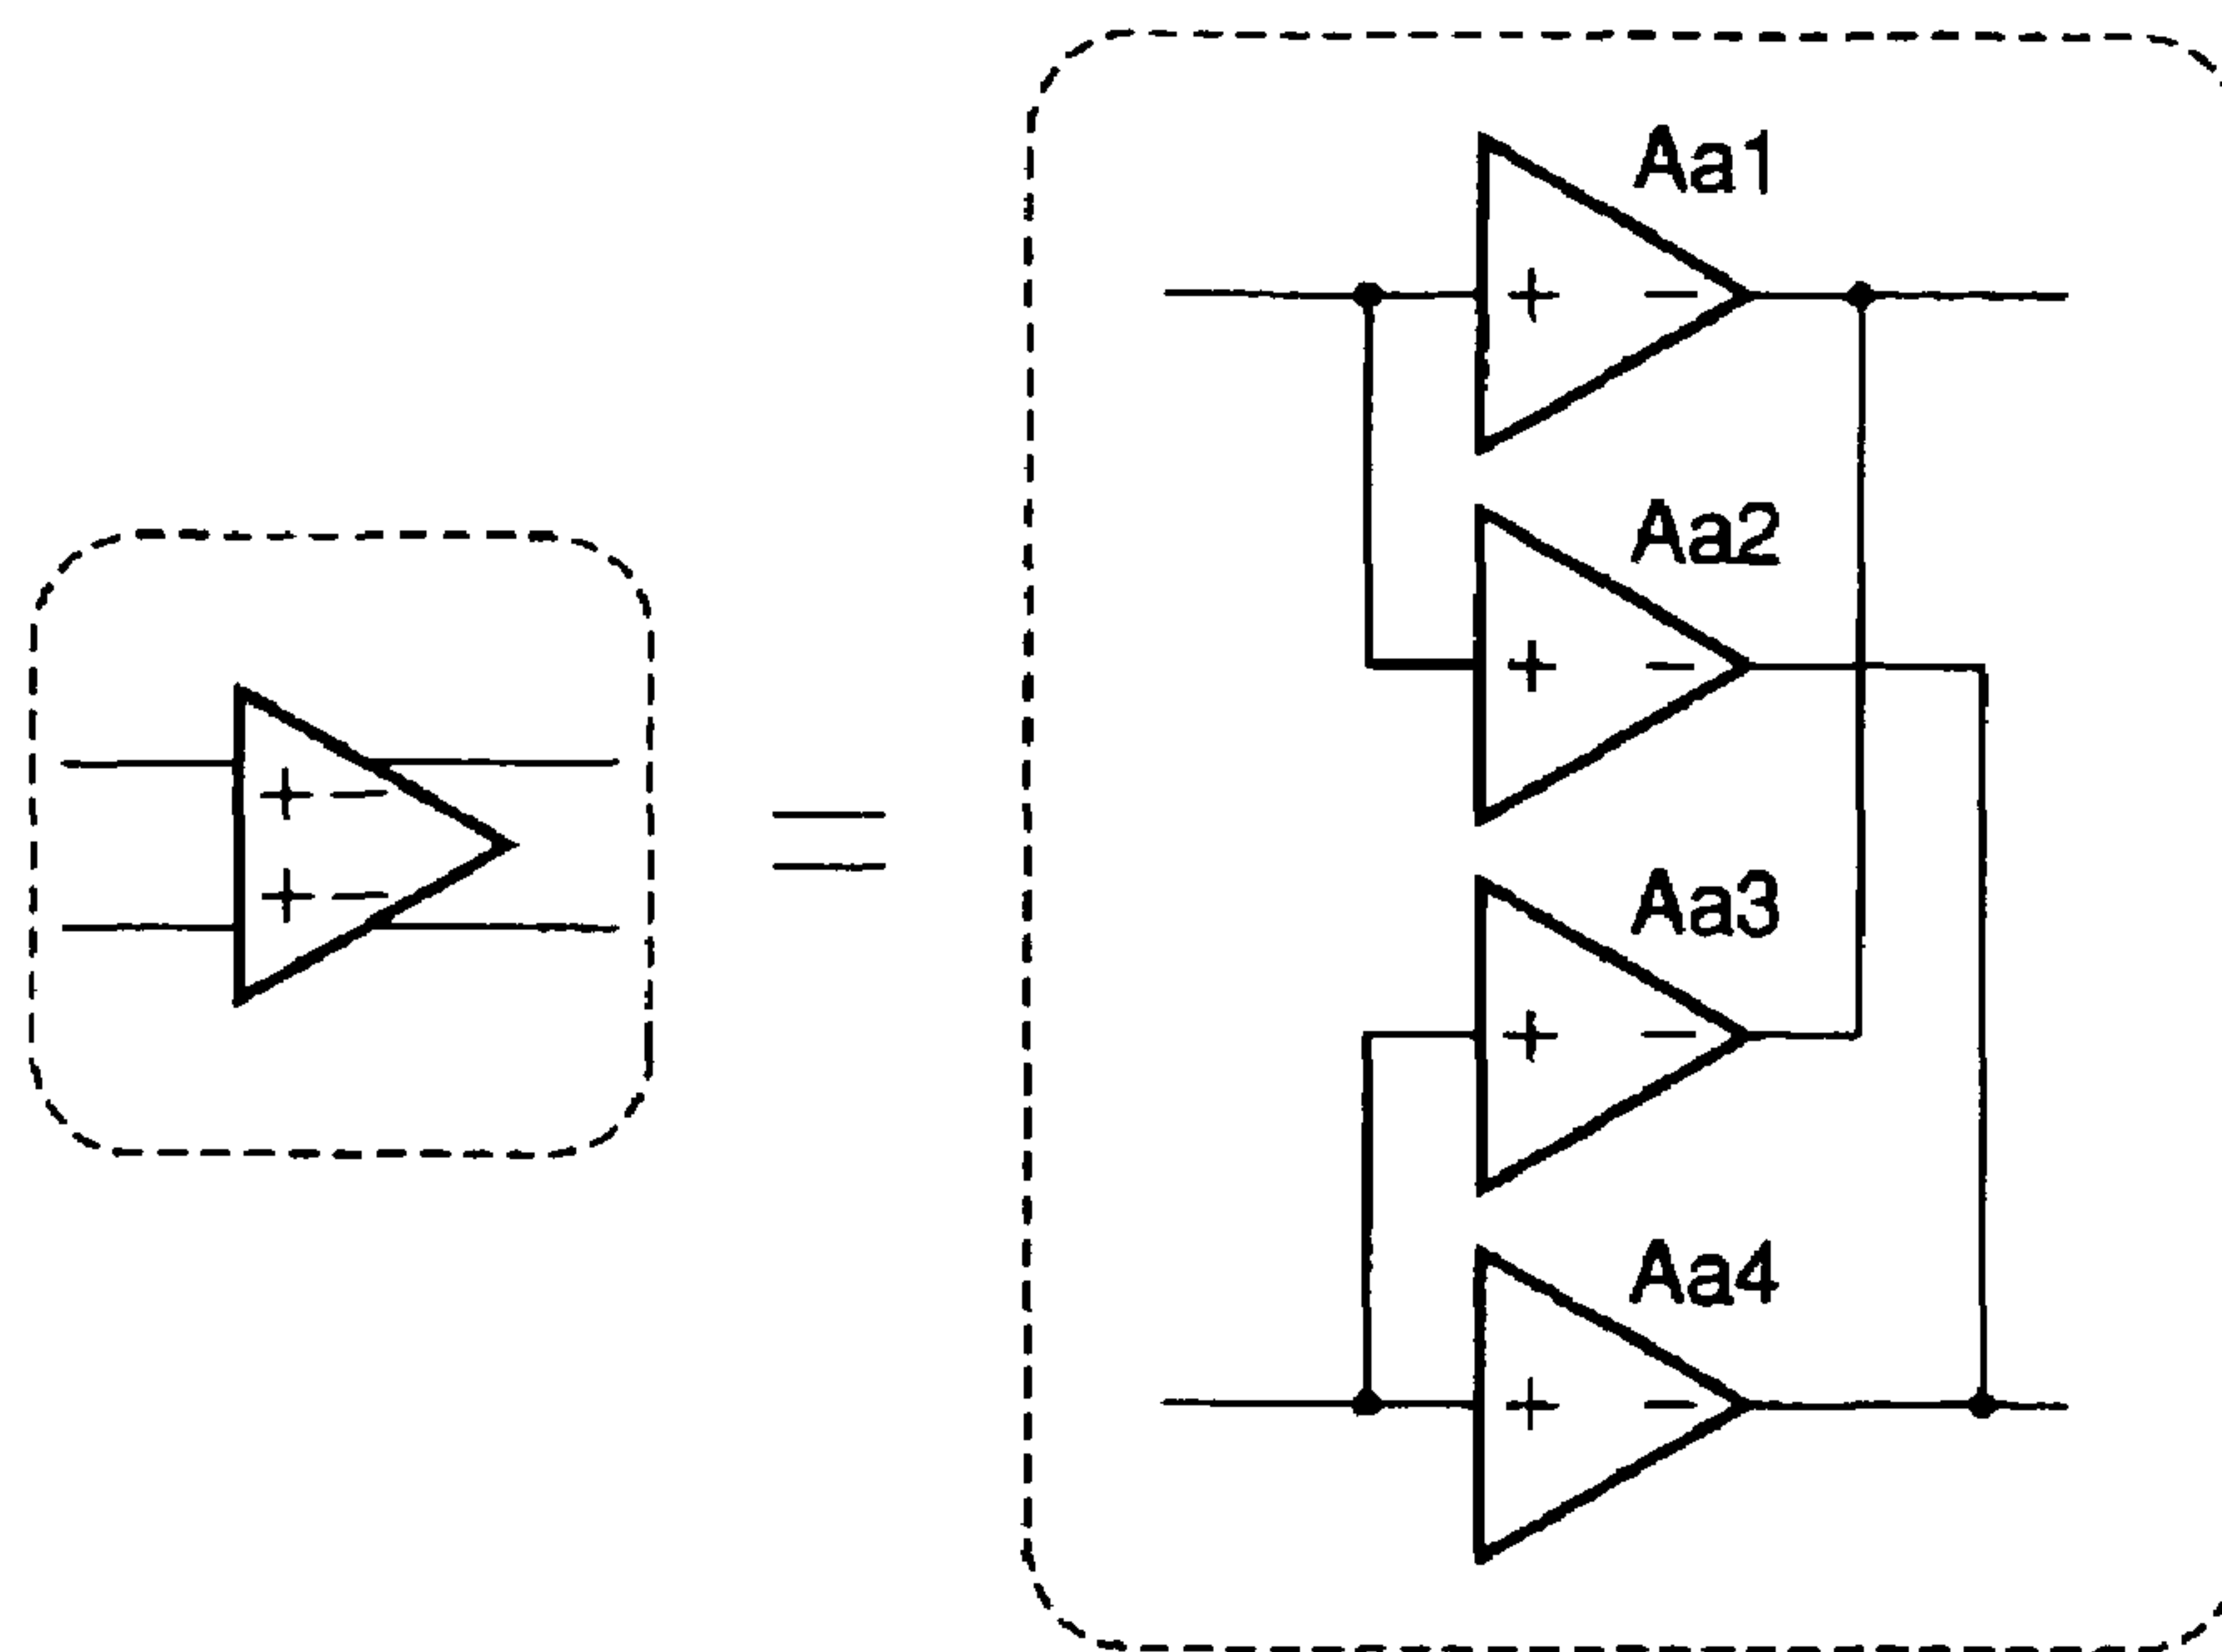 Aa1
+ −
Aa2
+ −
+ −
+ −
=
Aa3
+ −
Aa4
+ −